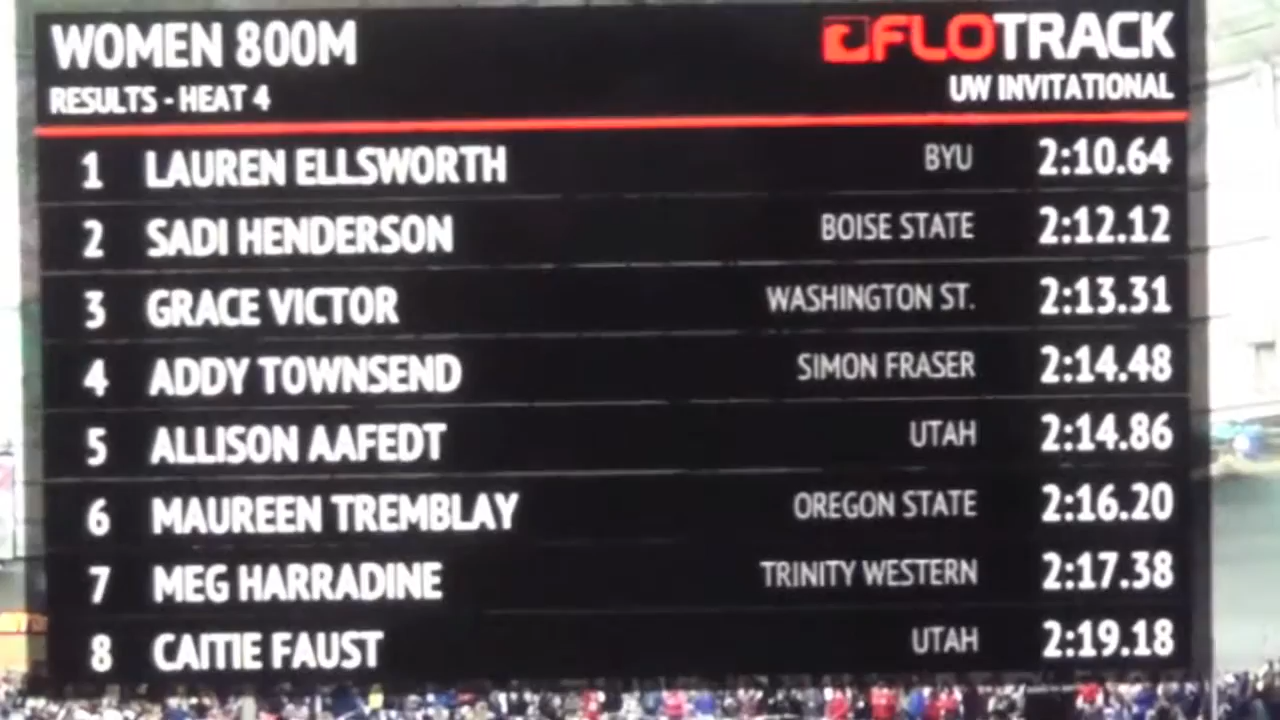 WOMEN 800M
FLOTRACK
RESULTS - HEAT 4
UW INVITATIONAL
1 LAUREN ELLSWORTH BYU 2:10.64
2 SADI HENDERSON BOISE STATE 2:12.12
3 GRACE VICTOR WASHINGTON ST. 2:13.31
4 ADDY TOWNSEND SIMON FRASER 2:14.48
5 ALLISON AAFEDT UTAH 2:14.86
6 MAUREEN TREMBLAY OREGON STATE 2:16.20
7 MEG HARRADINE TRINITY WESTERN 2:17.38
8 CAITIE FAUST UTAH 2:19.18